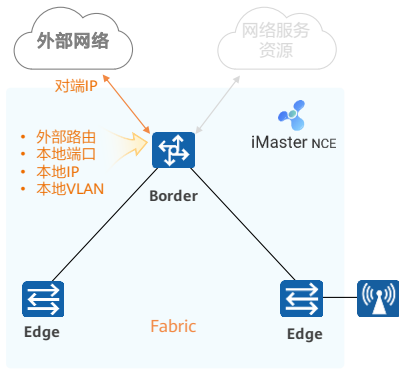 外部网络
网络服务
资源
对端IP
• 外部路由
• 本地端口
• 本地IP
• 本地VLAN
iMaster NCE
Border
Edge
Fabric
Edge